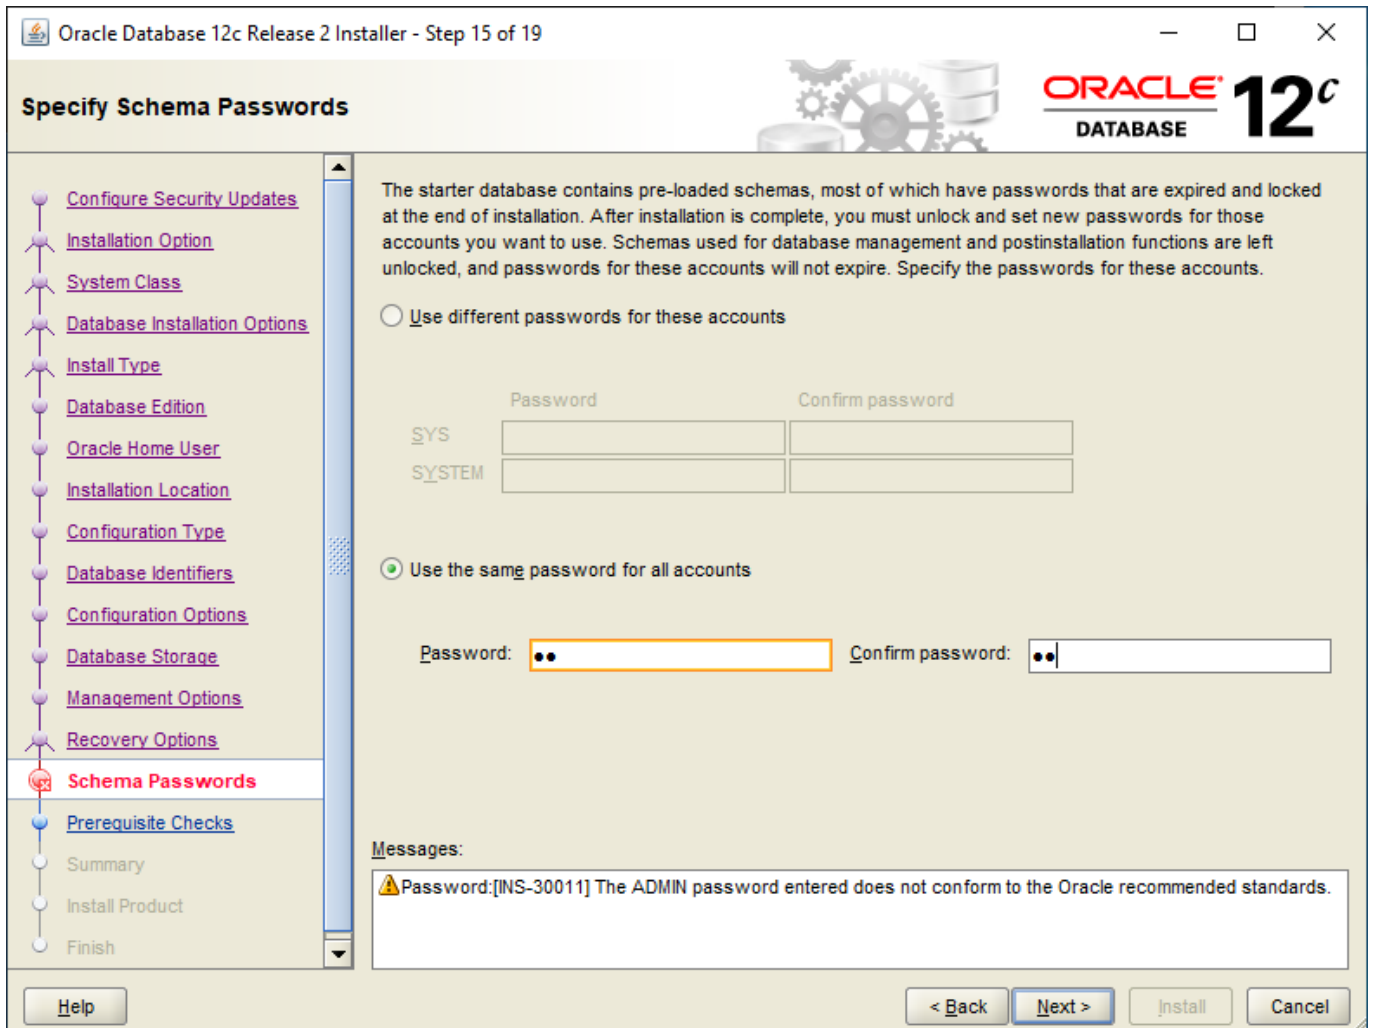 Oracle Database 12c Release 2 Installer - Step 15 of 19
Specify Schema Passwords
ORACLE
DATABASE
12c
Configure Security Updates
Installation Option
System Class
Database Installation Options
Install Type
Database Edition
Oracle Home User
Installation Location
Configuration Type
Database Identifiers
Configuration Options
Database Storage
Management Options
Recovery Options
Schema Passwords
Prerequisite Checks
Summary
Install Product
Finish
The starter database contains pre-loaded schemas, most of which have passwords that are expired and locked
at the end of installation. After installation is complete, you must unlock and set new passwords for those
accounts you want to use. Schemas used for database management and postinstallation functions are left
unlocked, and passwords for these accounts will not expire. Specify the passwords for these accounts.
Use different passwords for these accounts
Password Confirm password
SYS
SYSTEM
Use the same password for all accounts
Password: •• Confirm password: ••
Messages:
Password:[INS-30011] The ADMIN password entered does not conform to the Oracle recommended standards.
Help < Back Next > Install Cancel